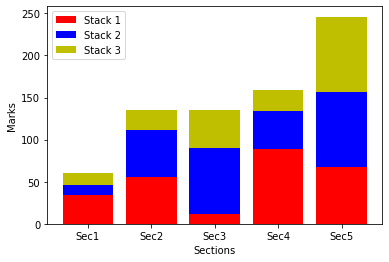 250
200
150
100
50
0
Marks
Stack 1
Stack 2
Stack 3
Sec1 Sec2 Sec3 Sec4 Sec5
Sections